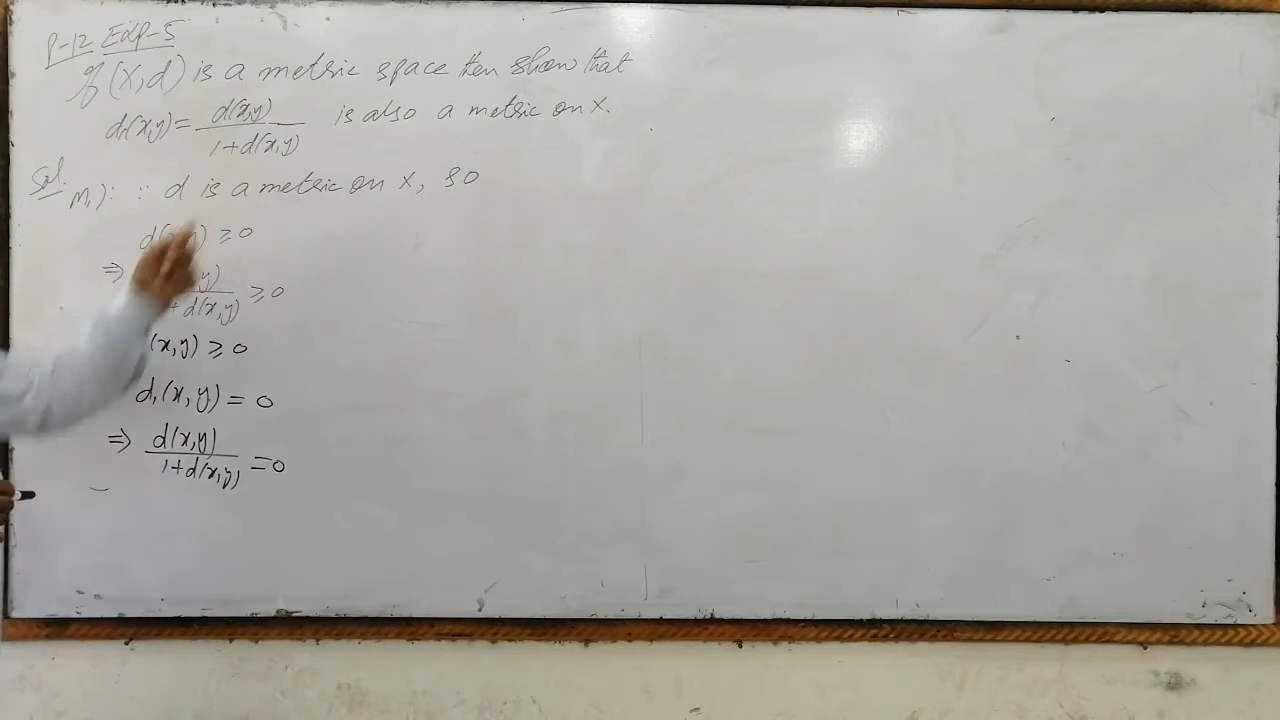 P-12 Exp-5
If (X,d) is a metric space then show that
d₁(x,y) = d(x,y) / 1+d(x,y) is also a metric on X.
Sol. M₁): ∵ d is a metric on X, so
≥ 0
⇒ y) / + d(x,y) ≥ 0
(x,y) ≥ 0
d₁(x,y) = 0
⇒ d(x,y) / 1+d(x,y) = 0